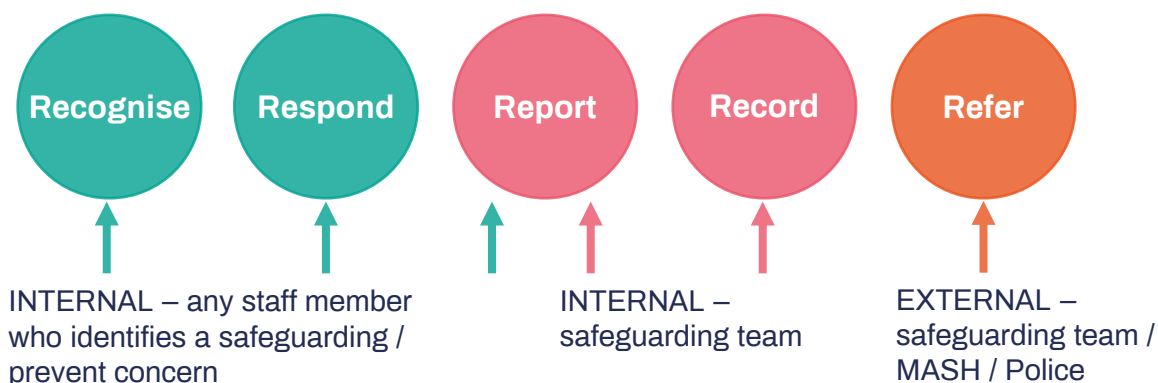 Recognise
Respond
Report
Record
Refer
INTERNAL – any staff member
who identifies a safeguarding /
prevent concern
INTERNAL –
safeguarding team
EXTERNAL –
safeguarding team /
MASH / Police